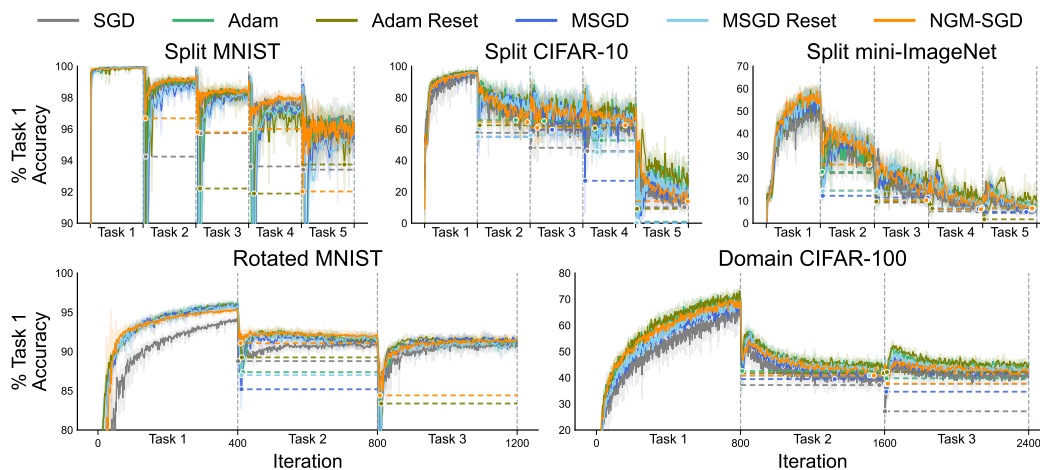 SGD Adam Adam Reset MSGD MSGD Reset NGM-SGD
Split MNIST Split CIFAR-10 Split mini-ImageNet
% Task 1
Accuracy
100
98
96
94
92
90
100
80
60
40
20
0
70
60
50
40
30
20
10
0
Task 1 Task 2 Task 3 Task 4 Task 5
Task 1 Task 2 Task 3 Task 4 Task 5
Task 1 Task 2 Task 3 Task 4 Task 5
Rotated MNIST Domain CIFAR-100
% Task 1
Accuracy
100
95
90
85
80
80
70
60
50
40
30
20
Task 1 Task 2 Task 3
0 400 800 1200
Task 1 Task 2 Task 3
0 800 1600 2400
Iteration Iteration